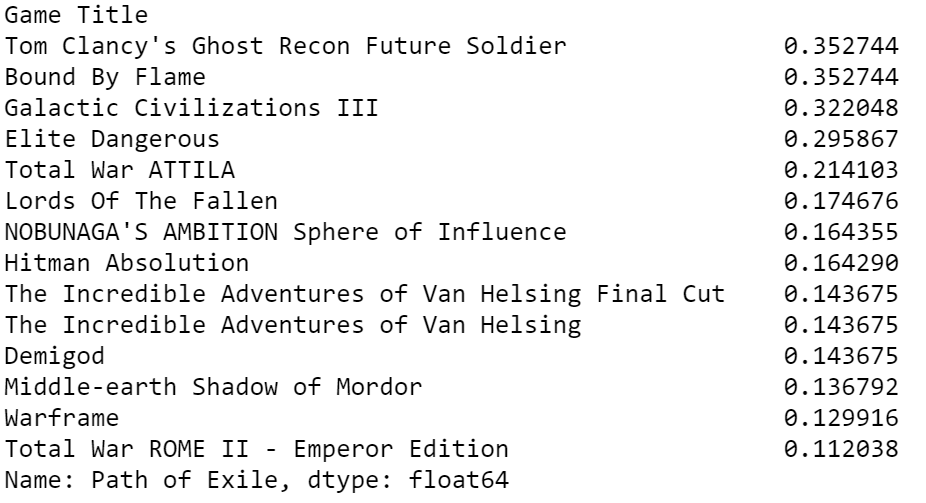 Game Title
Tom Clancy's Ghost Recon Future Soldier 0.352744
Bound By Flame 0.352744
Galactic Civilizations III 0.322048
Elite Dangerous 0.295867
Total War ATTILA 0.214103
Lords Of The Fallen 0.174676
NOBUNAGA'S AMBITION Sphere of Influence 0.164355
Hitman Absolution 0.164290
The Incredible Adventures of Van Helsing Final Cut 0.143675
The Incredible Adventures of Van Helsing 0.143675
Demigod 0.143675
Middle-earth Shadow of Mordor 0.136792
Warframe 0.129916
Total War ROME II - Emperor Edition 0.112038
Name: Path of Exile, dtype: float64